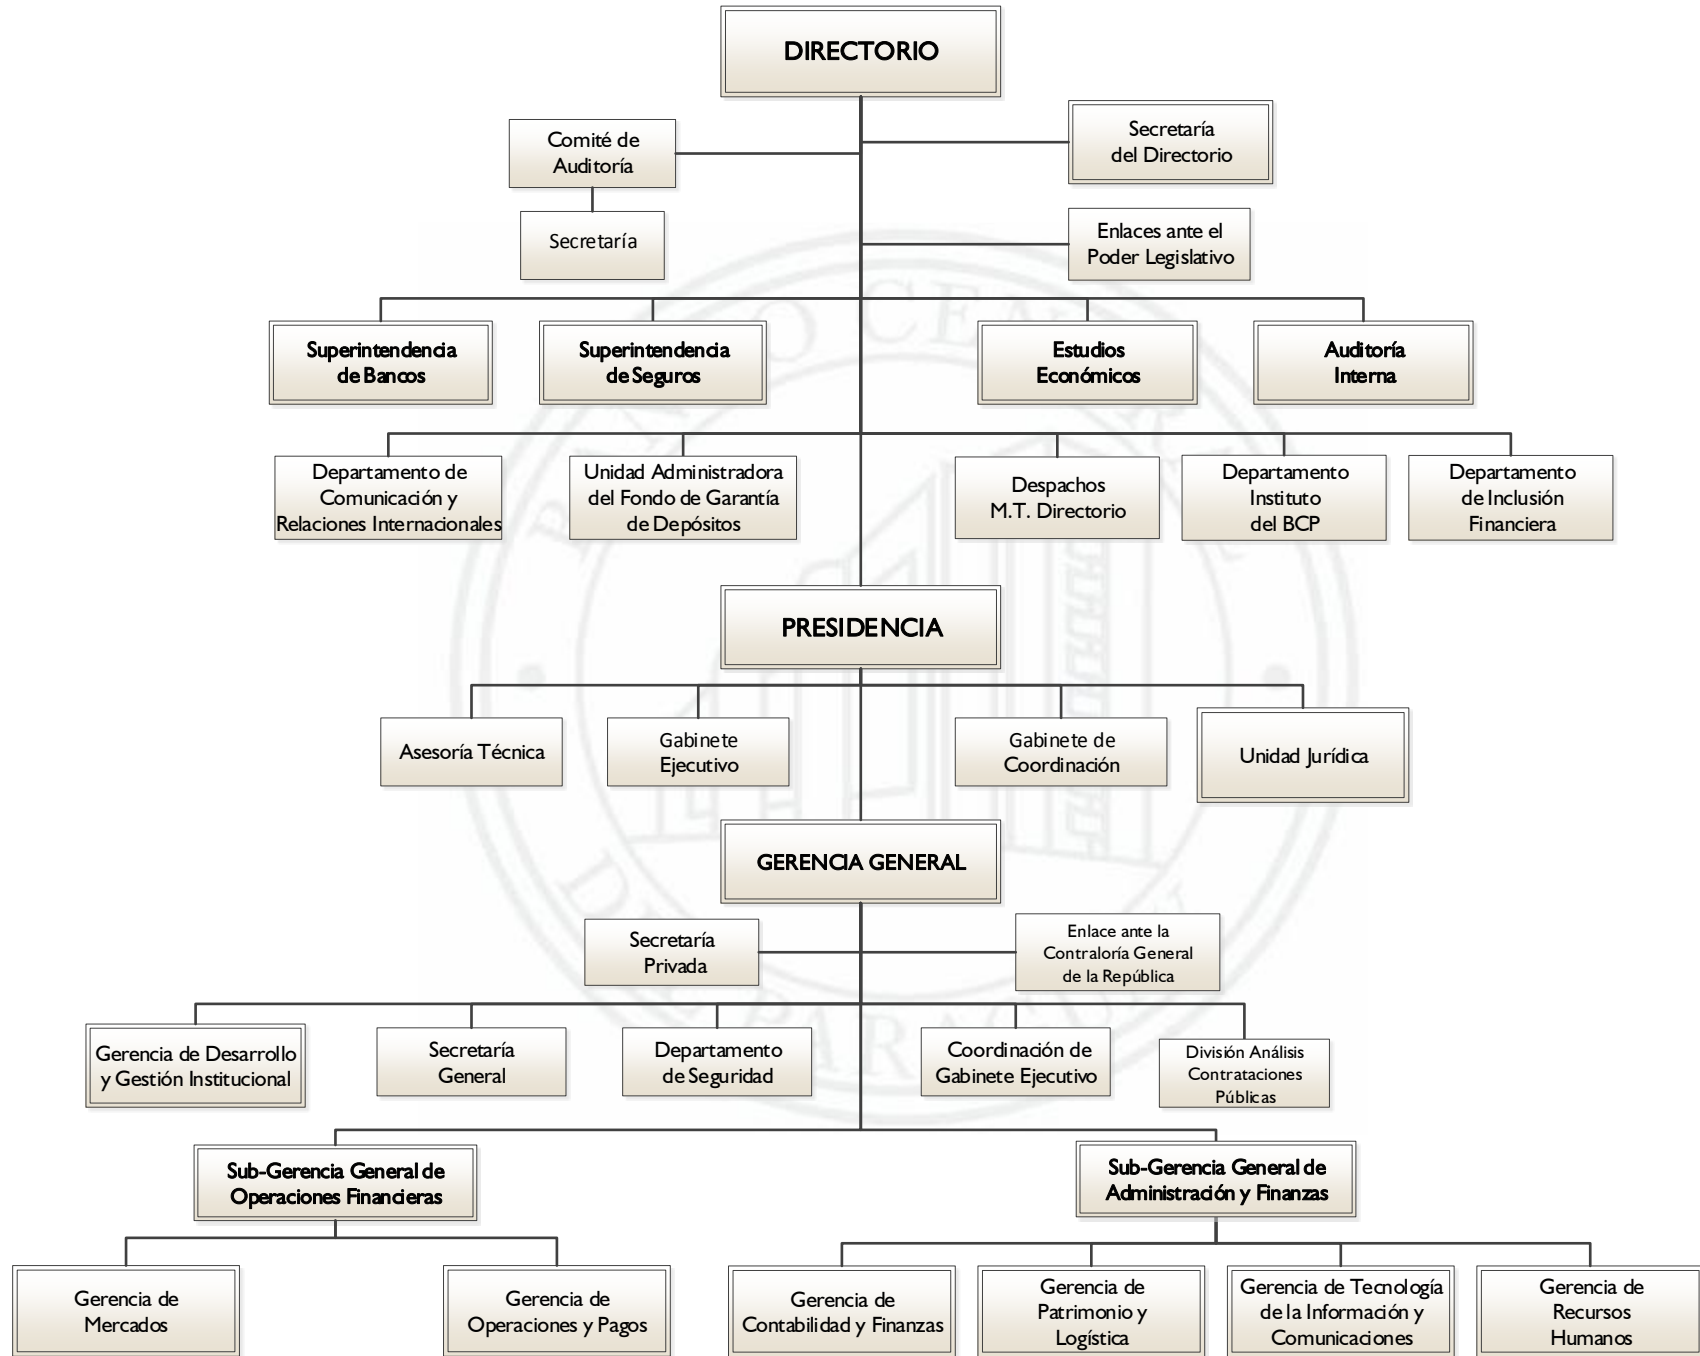 DIRECTORIO
Comité de
Auditoría
Secretaría
del Directorio
Secretaría
Enlaces ante el
Poder Legislativo
Superintendencia
de Bancos
Superintendencia
de Seguros
Estudios
Económicos
Auditoría
Interna
Departamento de
Comunicación y
Relaciones Internacionales
Unidad Administradora
del Fondo de Garantía
de Depósitos
Despachos
M.T. Directorio
Departamento
Instituto
del BCP
Departamento
de Inclusión
Financiera
PRESIDENCIA
Asesoría Técnica
Gabinete
Ejecutivo
Gabinete de
Coordinación
Unidad Jurídica
GERENCIA GENERAL
Secretaría
Privada
Enlace ante la
Contraloría General
de la República
Gerencia de Desarrollo
y Gestión Institucional
Secretaría
General
Departamento
de Seguridad
Coordinación de
Gabinete Ejecutivo
División Análisis
Contrataciones
Públicas
Sub-Gerencia General de
Operaciones Financieras
Sub-Gerencia General de
Administración y Finanzas
Gerencia de
Mercados
Gerencia de
Operaciones y Pagos
Gerencia de
Contabilidad y Finanzas
Gerencia de
Patrimonio y
Logística
Gerencia de Tecnología
de la Información y
Comunicaciones
Gerencia de
Recursos
Humanos